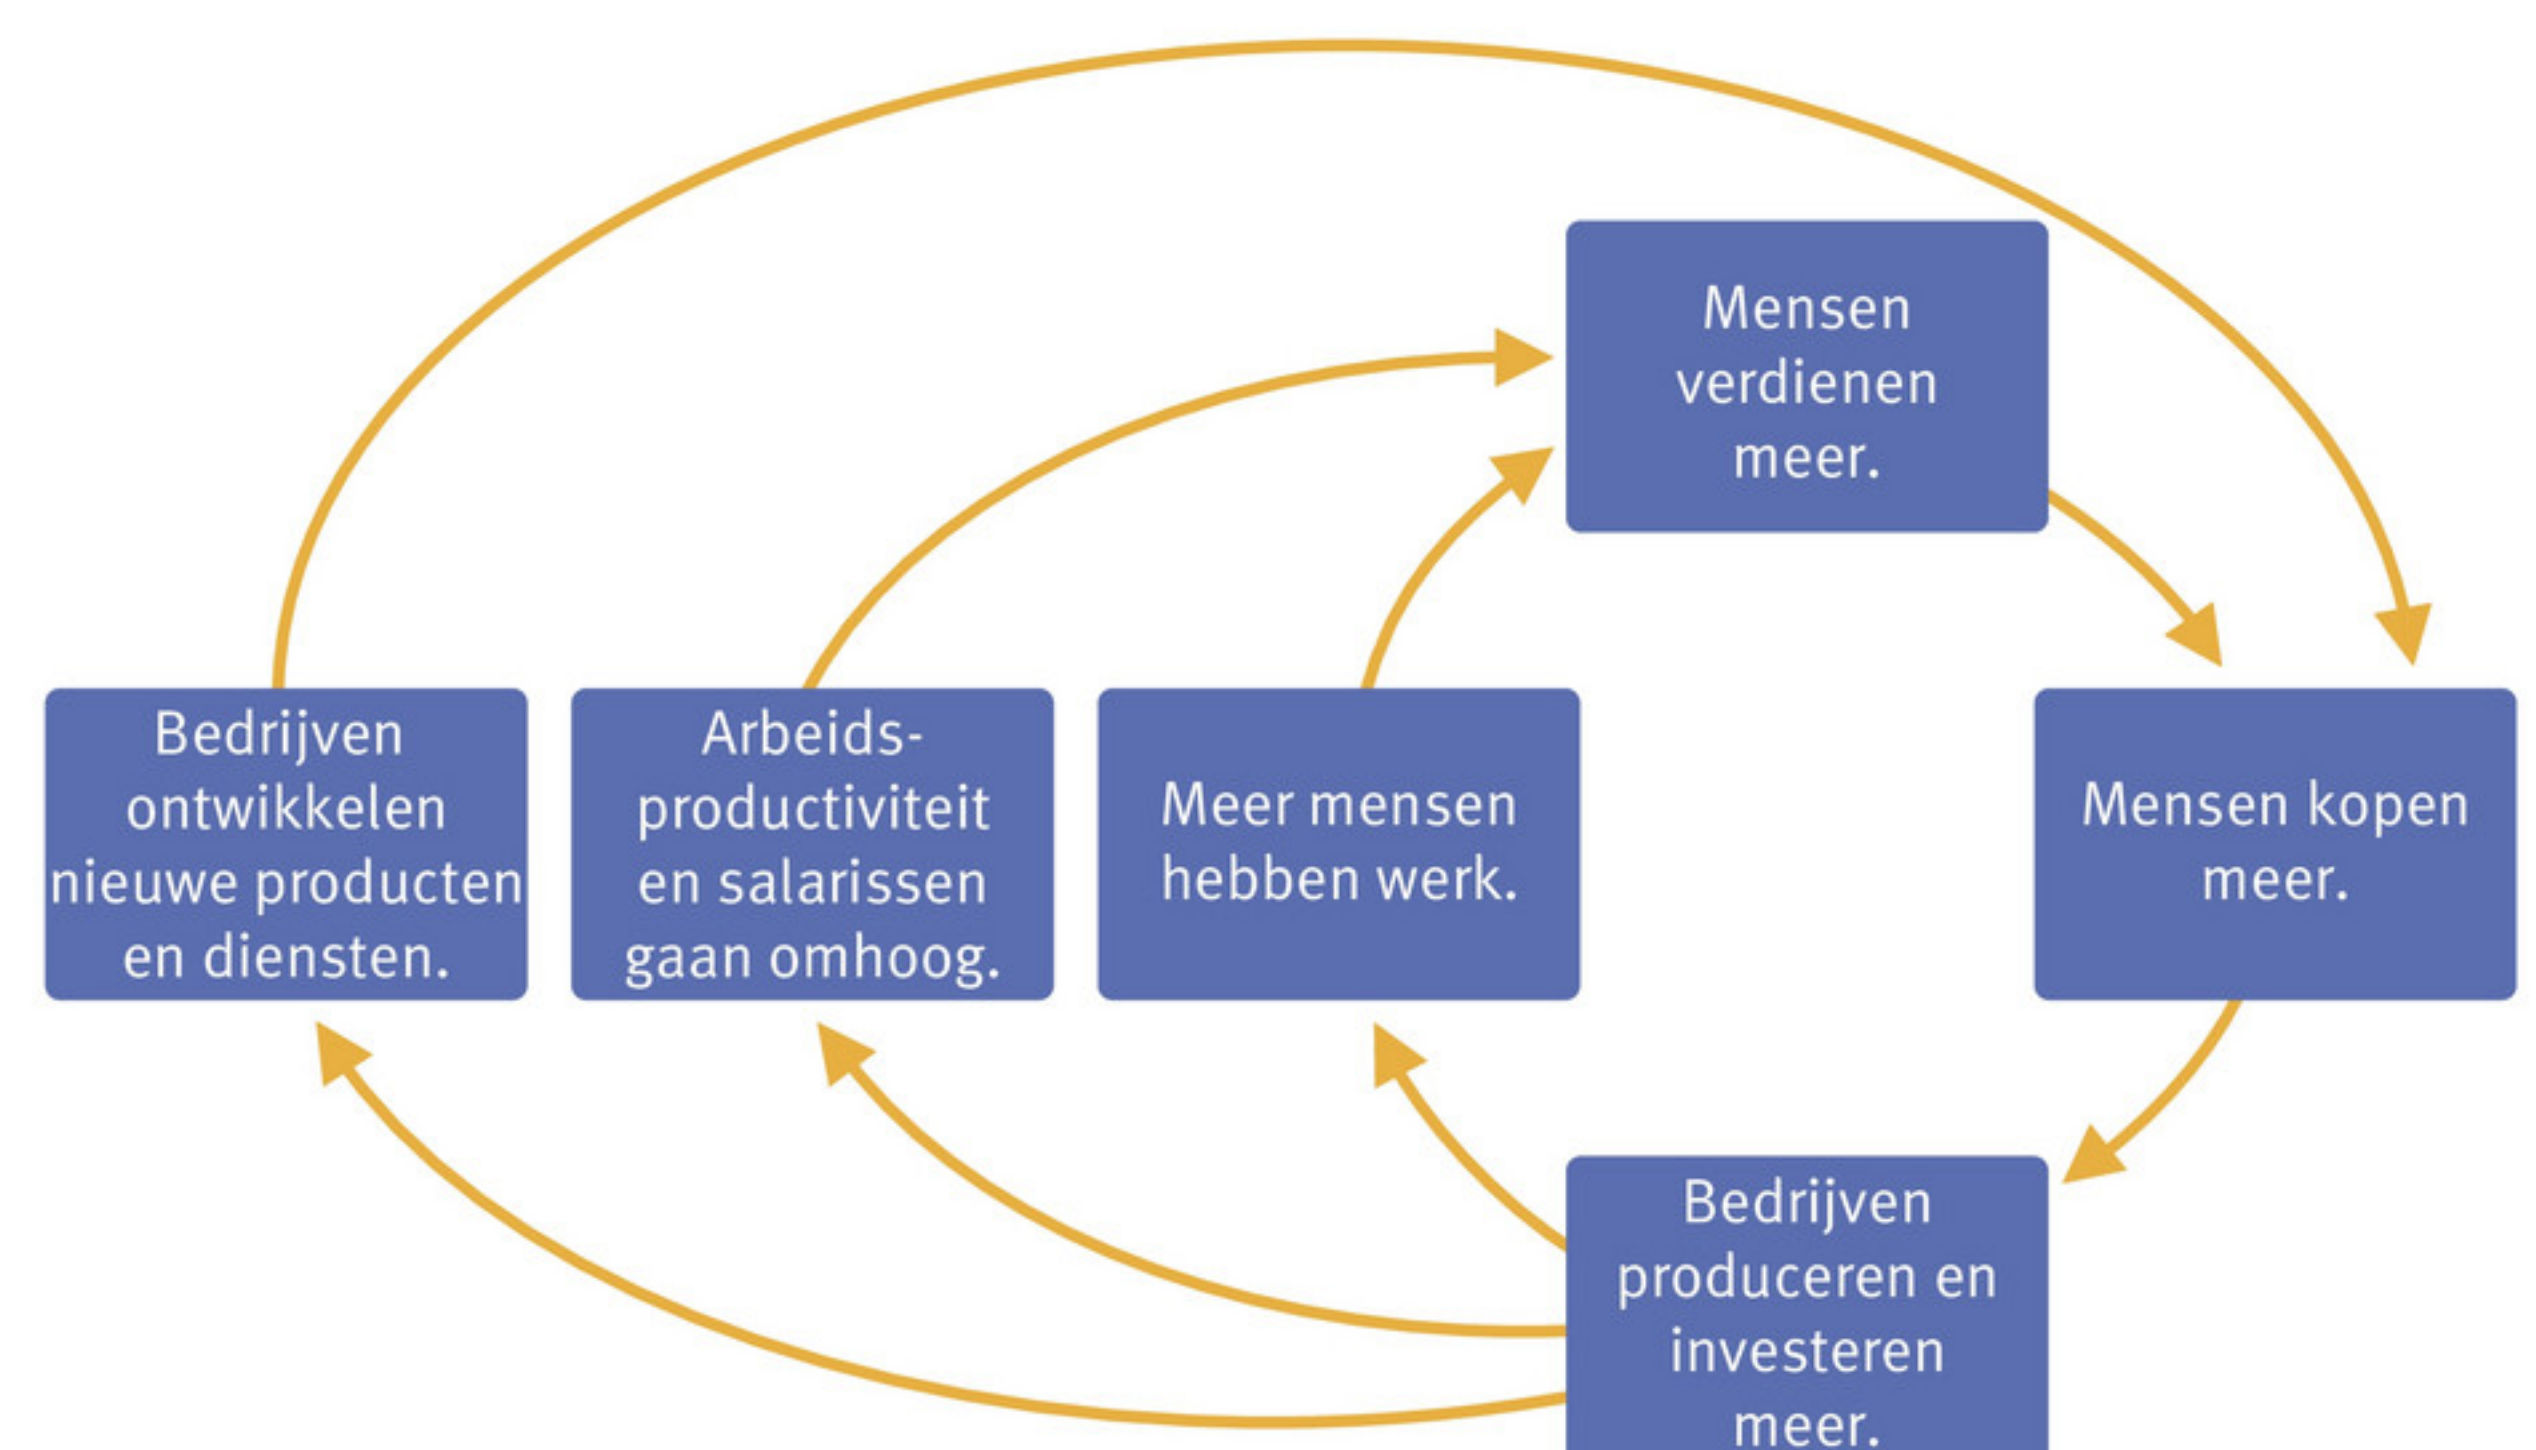 Mensen
verdienen
meer.
Bedrijven
ontwikkelen
nieuwe producten
en diensten.
Arbeids-
productiviteit
en salarissen
gaan omhoog.
Meer mensen
hebben werk.
Mensen kopen
meer.
Bedrijven
produceren en
investeren
meer.